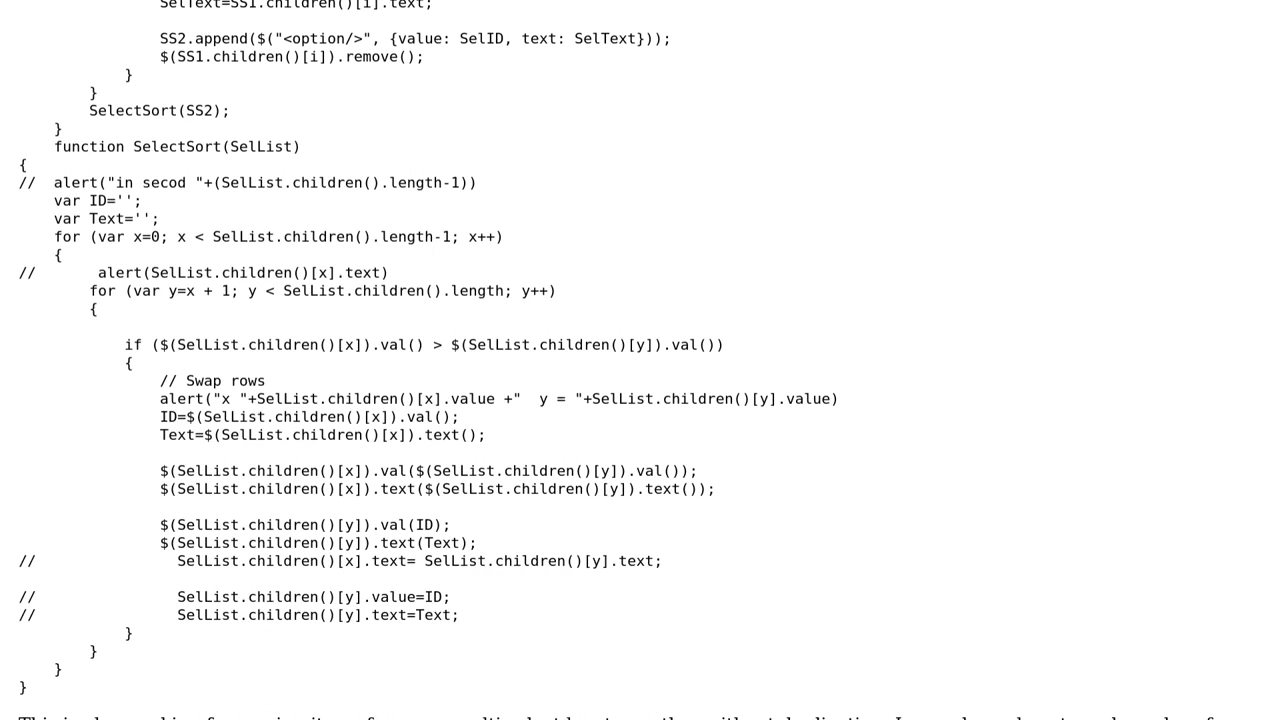 SelText=SS1.children()[i].text;
SS2.append($("<option/>", {value: SelID, text: SelText}));
$(SS1.children()[i]).remove();
}
}
SelectSort(SS2);
}
function SelectSort(SelList)
{
//  alert("in secod "+(SelList.children().length-1))
var ID='';
var Text='';
for (var x=0; x < SelList.children().length-1; x++)
{
//       alert(SelList.children()[x].text)
for (var y=x + 1; y < SelList.children().length; y++)
{
if ($(SelList.children()[x]).val() > $(SelList.children()[y]).val())
{
// Swap rows
alert("x "+SelList.children()[x].value +"  y = "+SelList.children()[y].value)
ID=$(SelList.children()[x]).val();
Text=$(SelList.children()[x]).text();
$(SelList.children()[x]).val($(SelList.children()[y]).val());
$(SelList.children()[x]).text($(SelList.children()[y]).text());
$(SelList.children()[y]).val(ID);
$(SelList.children()[y]).text(Text);
//                SelList.children()[x].text= SelList.children()[y].text;
//                SelList.children()[y].value=ID;
//                SelList.children()[y].text=Text;
}
}
}
}